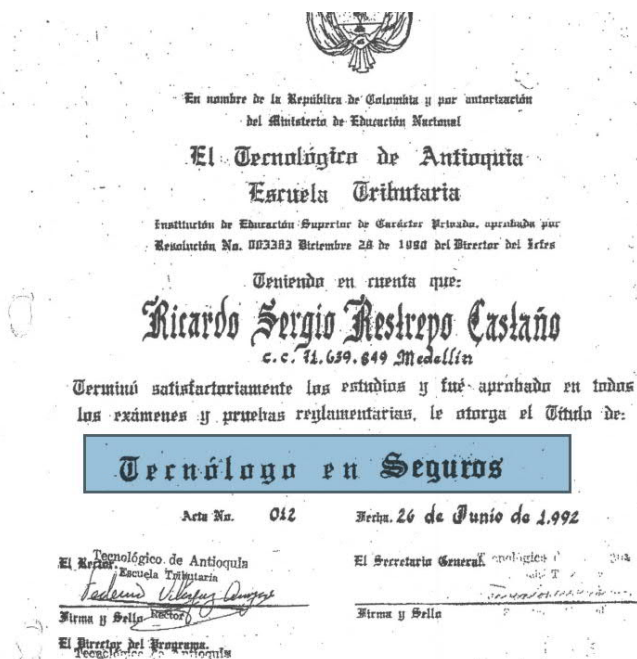 En nombre de la República de Colombia y por autorización
del Ministerio de Educación Nacional
El Tecnológico de Antioquia
Escuela Tributaria
Institución de Educación Superior de Carácter Privado, aprobada por
Resolución No. 003383 Diciembre 28 de 1990 del Director del Icfes
Teniendo en cuenta que:
Ricardo Sergio Restrepo Castaño
c.c. 71.639.849 Medellín
Terminó satisfactoriamente los estudios y fué aprobado en todos
los exámenes y pruebas reglamentarias, le otorga el Título de:
Tecnólogo en Seguros
Acta No. 012 Fecha. 26 de Junio de 1.992
El Rector. Tecnológico de Antioquia
Escuela Tributaria
Rector
Firma y Sello
El Secretario General.
Firma y Sello
El Director del Programa.
Tecnológico de Antioquia